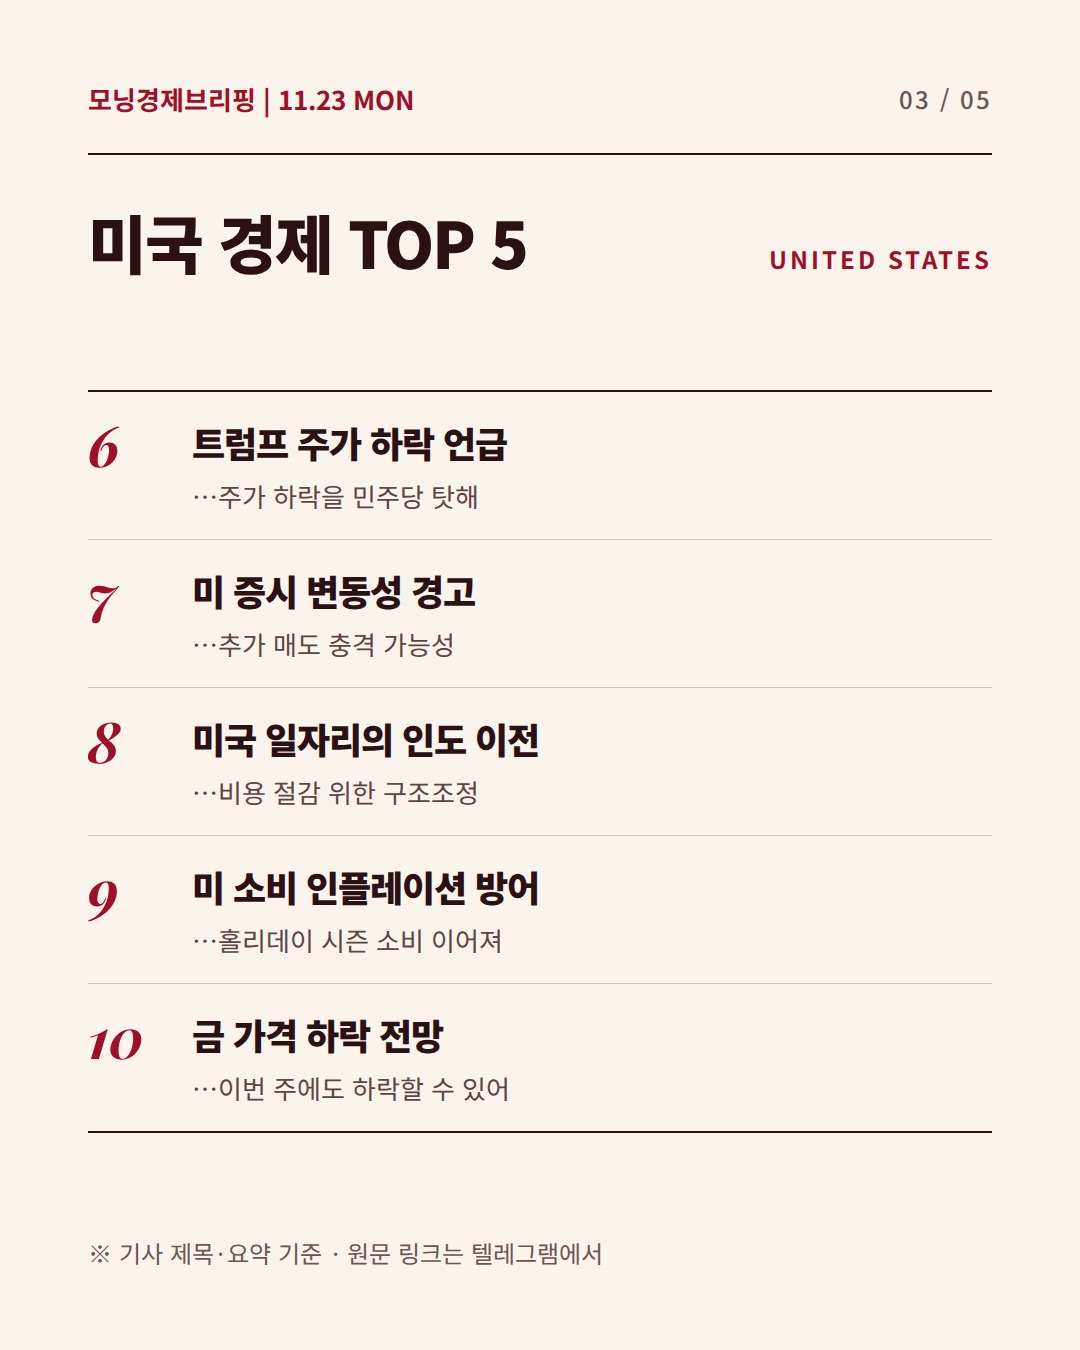 모닝경제브리핑 | 11.23 MON
03 / 05
미국 경제 TOP 5
UNITED STATES
6
트럼프 주가 하락 언급
…주가 하락을 민주당 탓해
7
미 증시 변동성 경고
…추가 매도 충격 가능성
8
미국 일자리의 인도 이전
…비용 절감 위한 구조조정
9
미 소비 인플레이션 방어
…홀리데이 시즌 소비 이어져
10
금 가격 하락 전망
…이번 주에도 하락할 수 있어
※ 기사 제목·요약 기준 · 원문 링크는 텔레그램에서